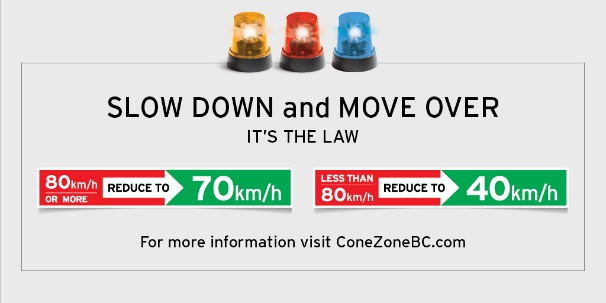 SLOW DOWN and MOVE OVER
IT'S THE LAW
80km/h
OR MORE
REDUCE TO
70km/h
LESS THAN
80km/h
REDUCE TO
40km/h
For more information visit ConeZoneBC.com